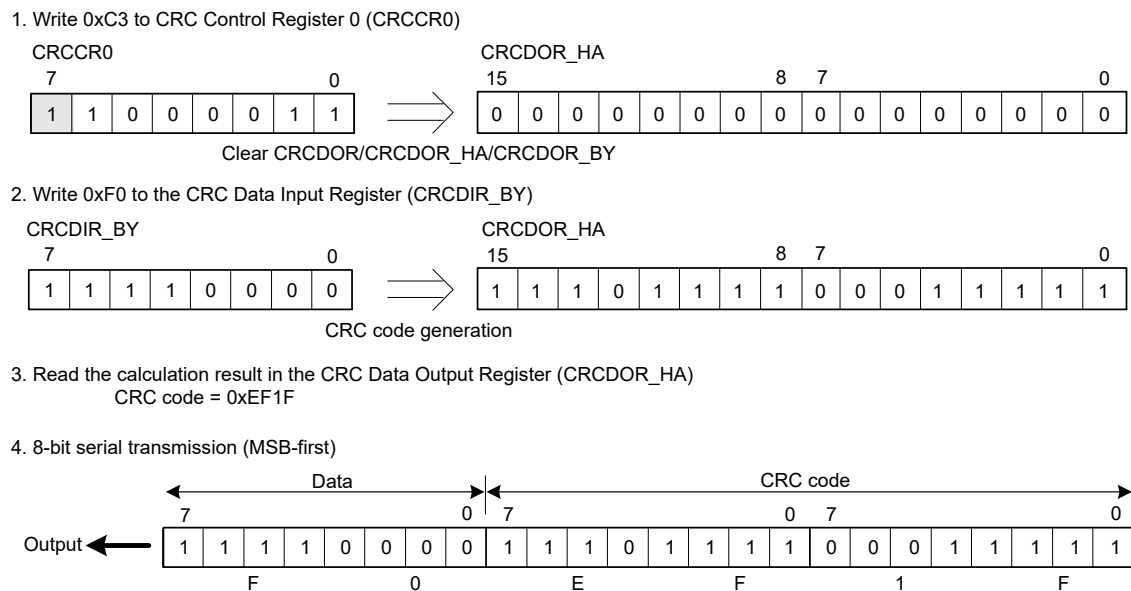 1. Write 0xC3 to CRC Control Register 0 (CRCCR0)
CRCCR0 CRCDOR_HA
7 0 15 8 7 0
1 1 0 0 0 0 1 1 0 0 0 0 0 0 0 0 0 0 0 0 0 0 0 0
Clear CRCDOR/CRCDOR_HA/CRCDOR_BY
2. Write 0xF0 to the CRC Data Input Register (CRCDIR_BY)
CRCDIR_BY CRCDOR_HA
7 0 15 8 7 0
1 1 1 1 0 0 0 0 1 1 1 0 1 1 1 1 0 0 0 1 1 1 1 1
CRC code generation
3. Read the calculation result in the CRC Data Output Register (CRCDOR_HA)
CRC code = 0xEF1F
4. 8-bit serial transmission (MSB-first)
Data CRC code
7 0 7 0 7 0
Output 1 1 1 1 0 0 0 0 1 1 1 0 1 1 1 1 0 0 0 1 1 1 1 1
F 0 E F 1 F